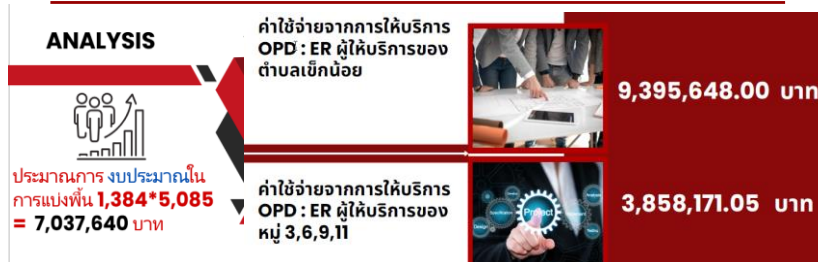 ANALYSIS
ประมาณการ งบประมาณใน
การแบ่งพื้น 1,384*5,085
= 7,037,640 บาท
ค่าใช้จ่ายจากการให้บริการ
OPD : ER ผู้ให้บริการของ
ตำบลเข็กน้อย
9,395,648.00 บาท
ค่าใช้จ่ายจากการให้บริการ
OPD : ER ผู้ให้บริการของ
หมู่ 3,6,9,11
Project
3,858,171.05 บาท